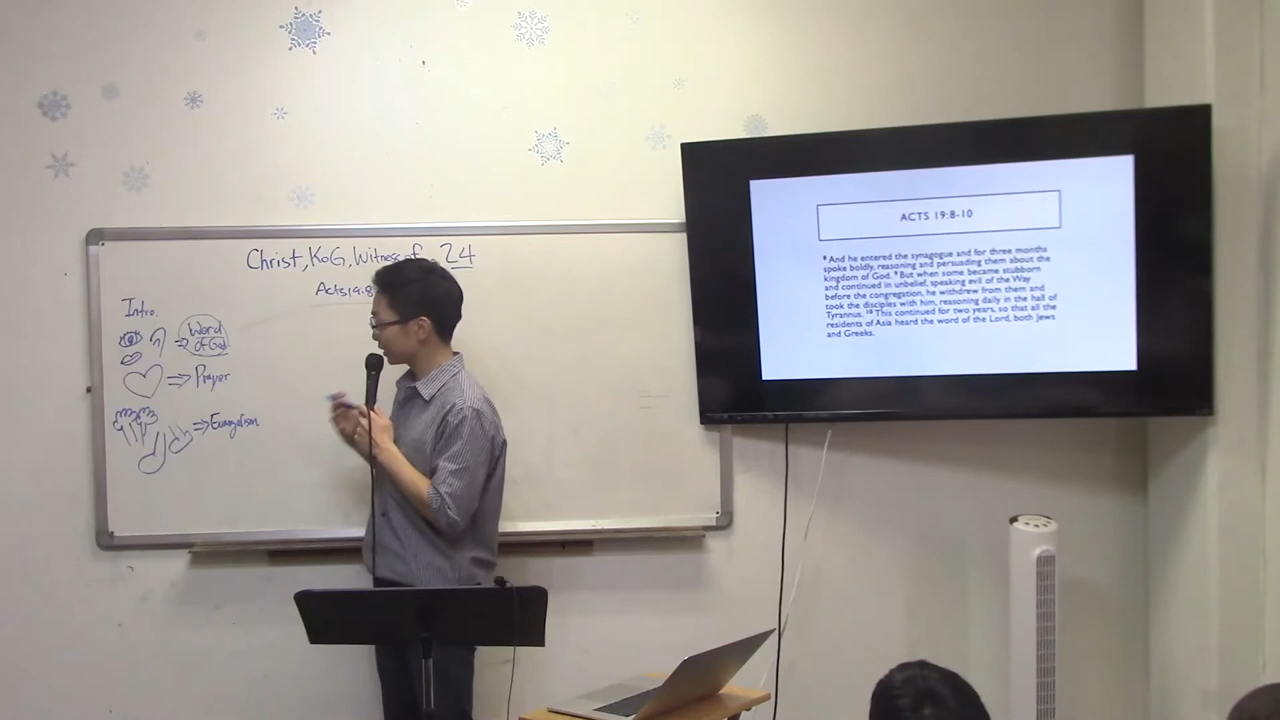 Christ, KoG, Witness of 24
Acts 19:8
Intro.
Word
of God
⇒ Prayer
⇒ Evangelism
ACTS 19:8-10
⁸ And he entered the synagogue and for three months
spoke boldly, reasoning and persuading them about the
kingdom of God. ⁹ But when some became stubborn
and continued in unbelief, speaking evil of the Way
before the congregation, he withdrew from them and
took the disciples with him, reasoning daily in the hall of
Tyrannus. ¹⁰ This continued for two years, so that all the
residents of Asia heard the word of the Lord, both Jews
and Greeks.